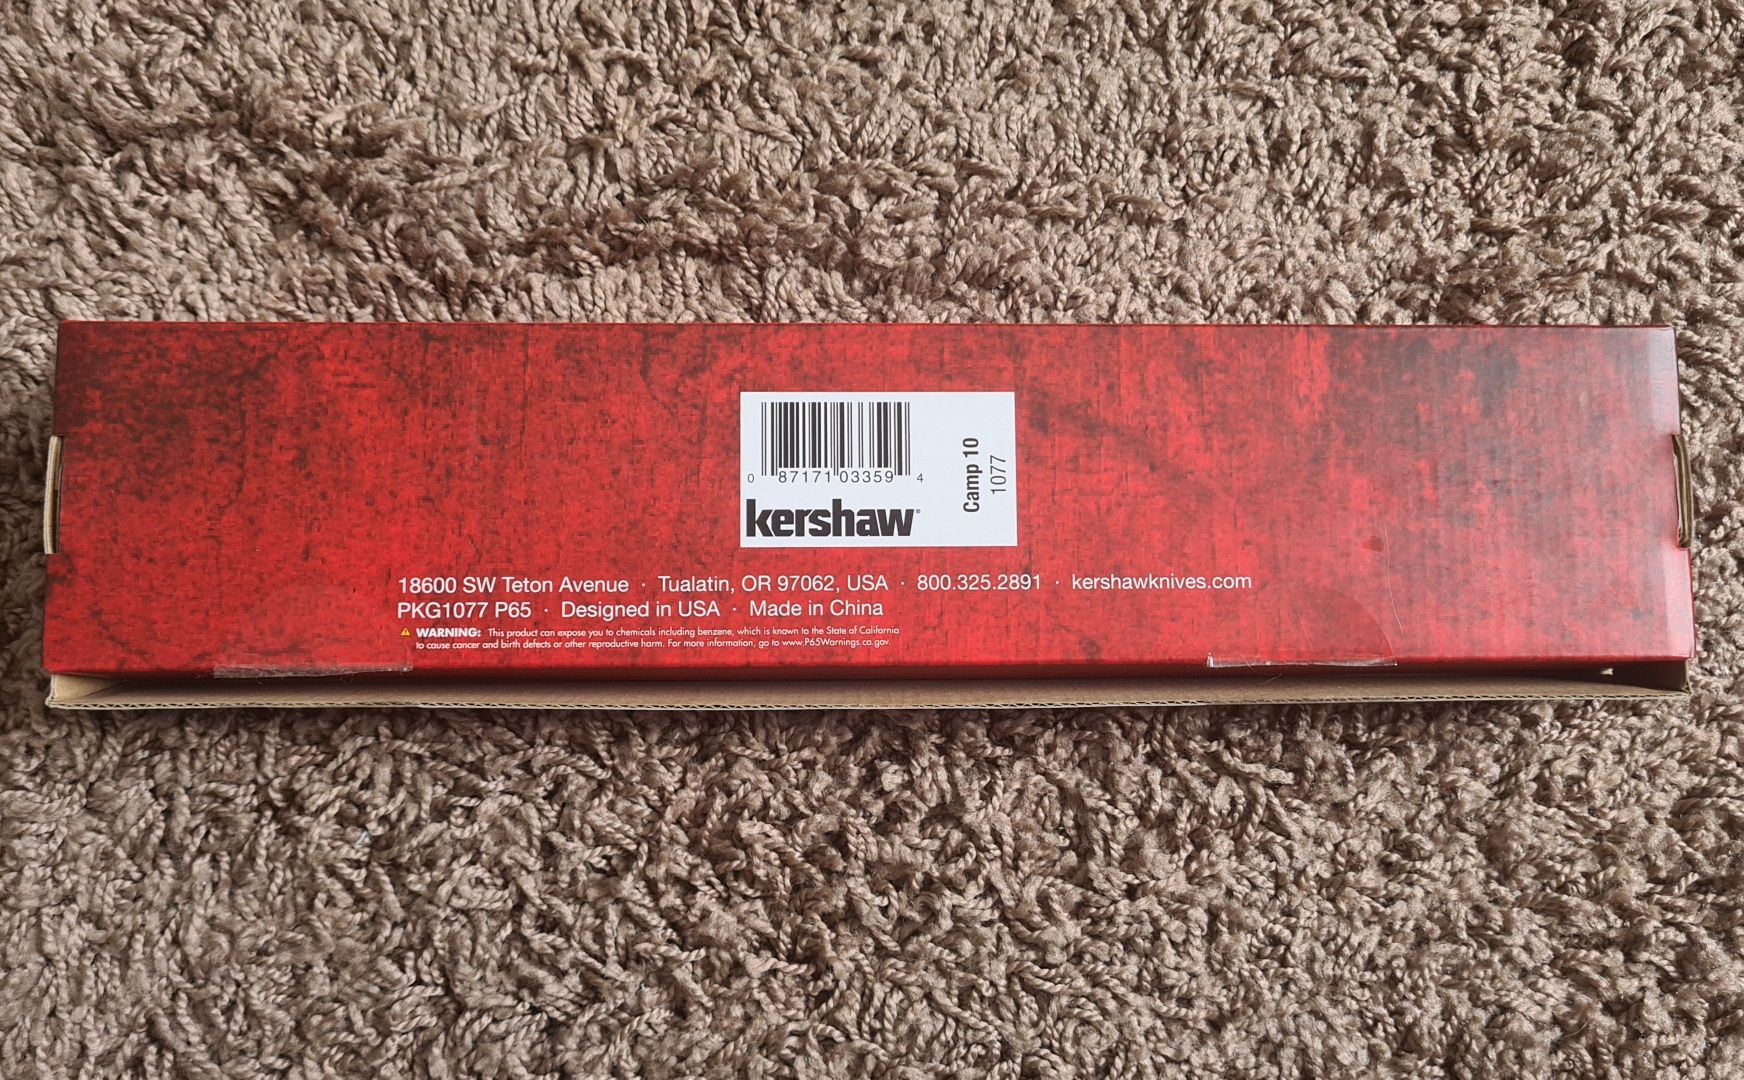 0 87171 03359 4
kershaw
Camp 10
1077
18600 SW Teton Avenue · Tualatin, OR 97062, USA · 800.325.2891 · kershawknives.com
PKG1077 P65 · Designed in USA · Made in China
WARNING: This product can expose you to chemicals including benzene, which is known to the State of California
to cause cancer and birth defects or other reproductive harm. For more information, go to www.P65Warnings.ca.gov.